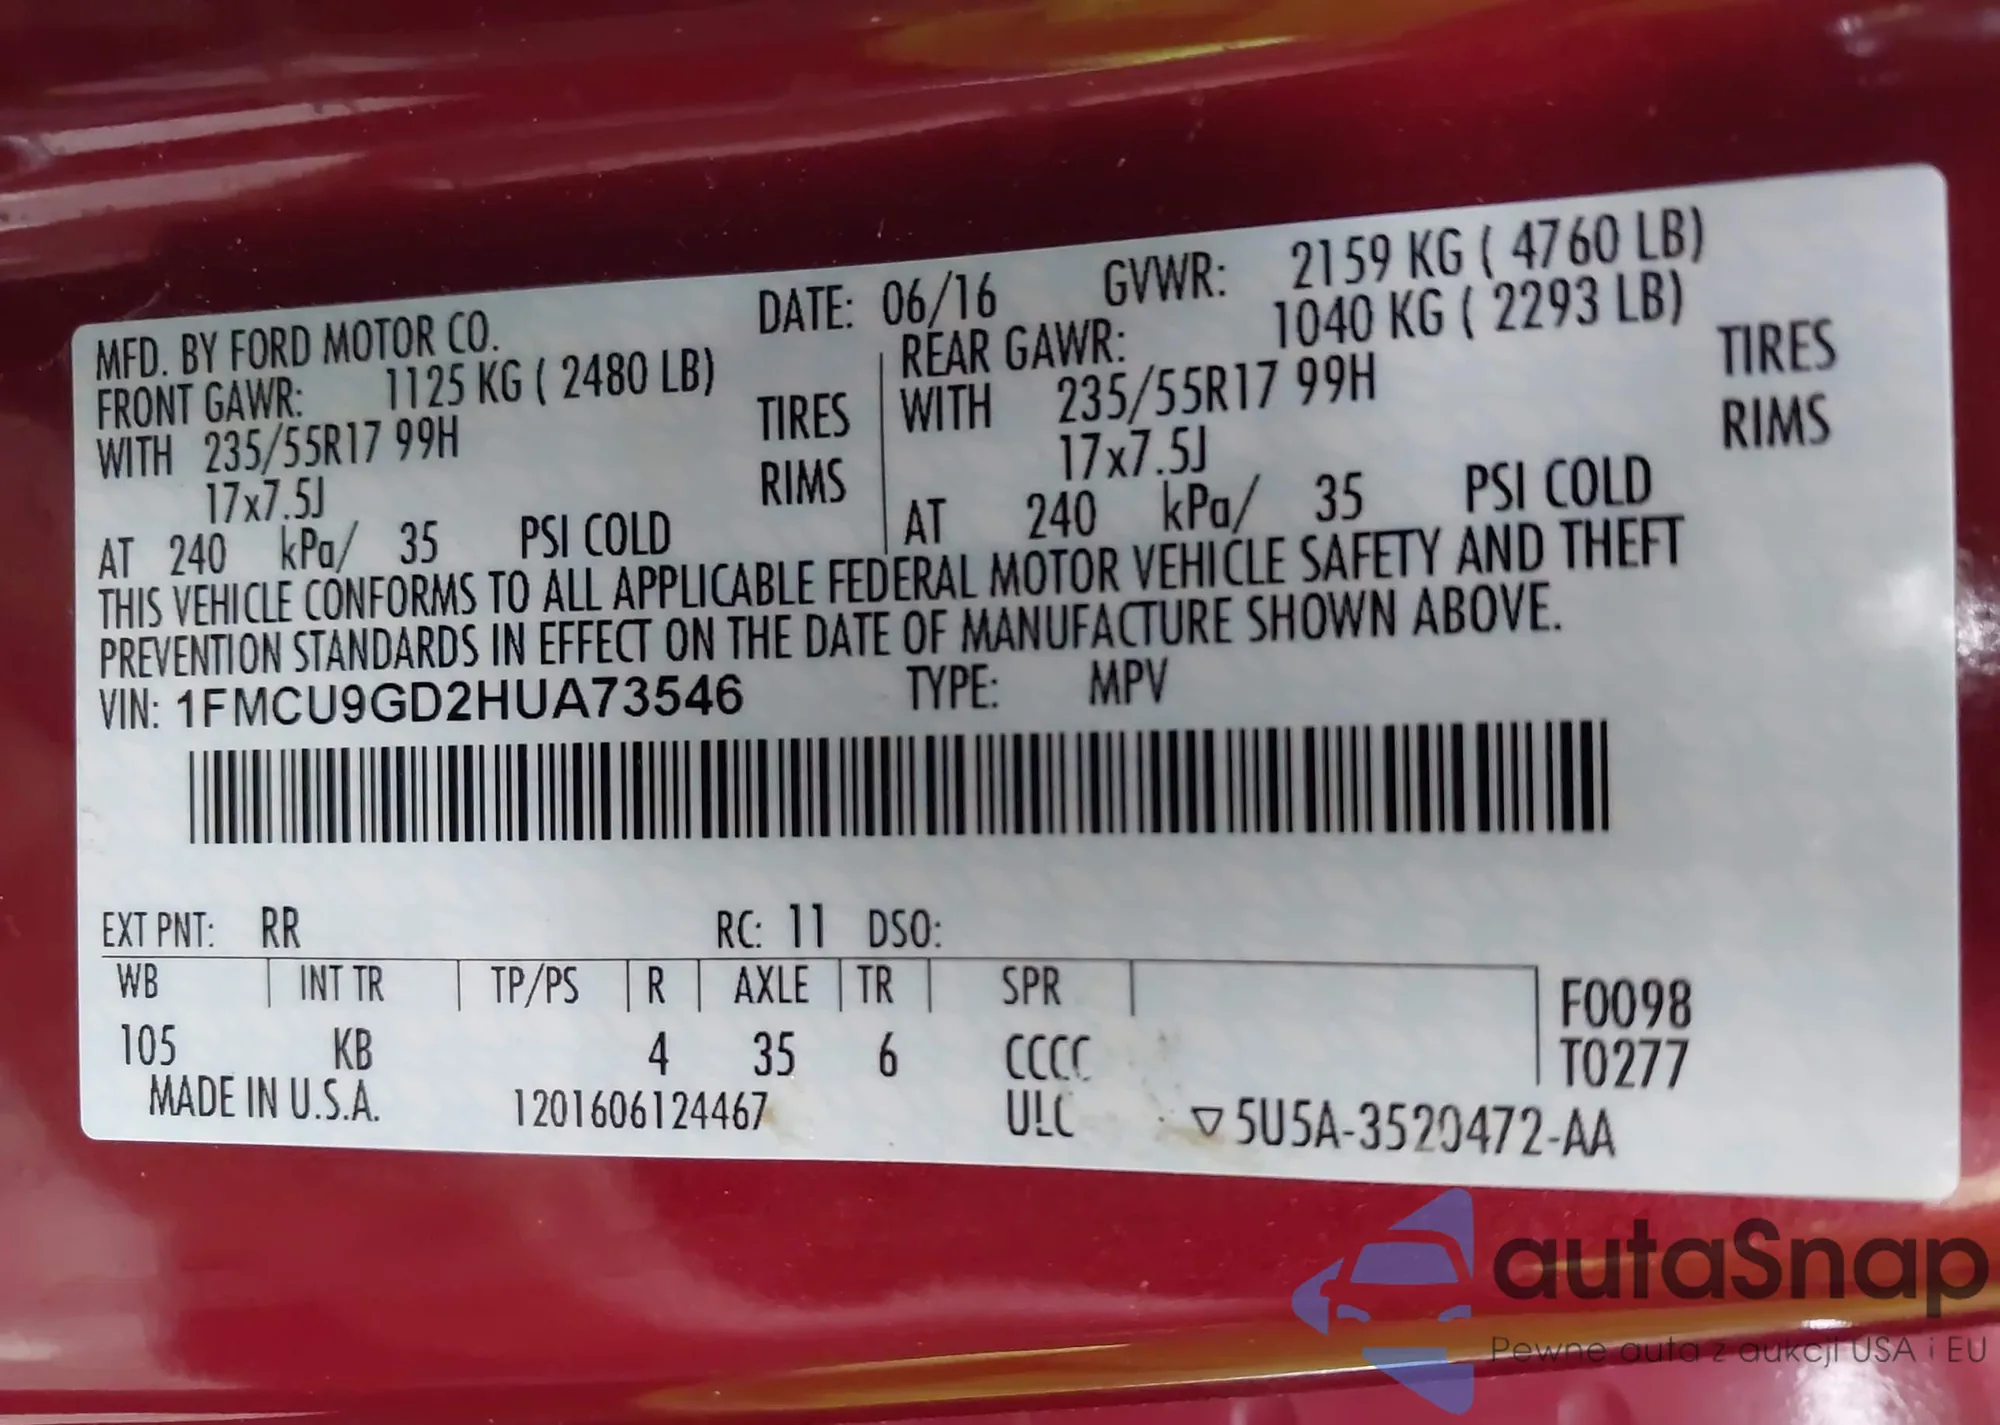 MFD. BY FORD MOTOR CO. DATE: 06/16 GVWR: 2159 KG ( 4760 LB)
FRONT GAWR: 1125 KG ( 2480 LB) REAR GAWR: 1040 KG ( 2293 LB)
WITH 235/55R17 99H TIRES WITH 235/55R17 99H TIRES
17x7.5J RIMS 17x7.5J RIMS
AT 240 kPa/ 35 PSI COLD AT 240 kPa/ 35 PSI COLD
THIS VEHICLE CONFORMS TO ALL APPLICABLE FEDERAL MOTOR VEHICLE SAFETY AND THEFT
PREVENTION STANDARDS IN EFFECT ON THE DATE OF MANUFACTURE SHOWN ABOVE.
VIN: 1FMCU9GD2HUA73546 TYPE: MPV
EXT PNT: RR RC: 11 DSO:
WB INT TR TP/PS R AXLE TR SPR F0098
105 KB 4 35 6 CCCC T0277
MADE IN U.S.A. 1201606124467 ULC ▽5U5A-3520472-AA
autaSnap
Pewne auta z aukcji USA i EU